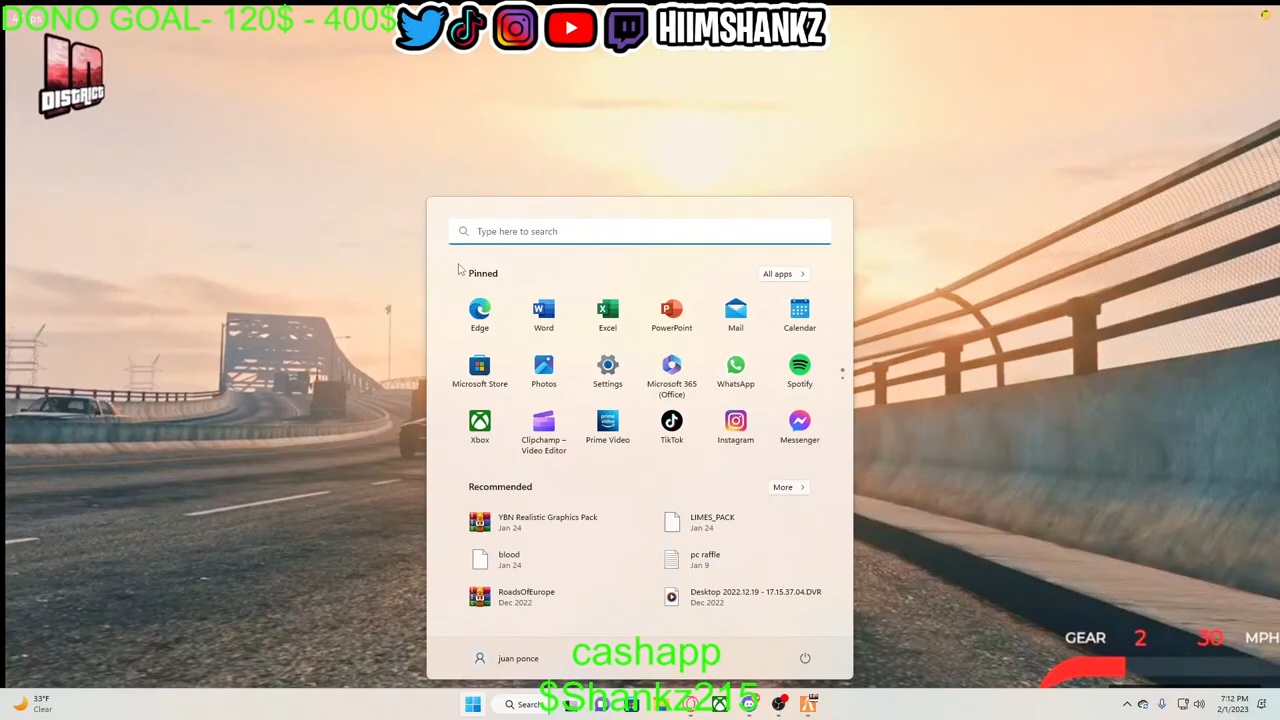 DONO GOAL- 120$ - 400$
HIIMSHANKZ
IN
DISTRICT
Type here to search
Pinned
All apps
Edge
Word
Excel
PowerPoint
Mail
Calendar
Microsoft Store
Photos
Settings
Microsoft 365
(Office)
WhatsApp
Spotify
Xbox
Clipchamp –
Video Editor
prime video
Prime Video
TikTok
Instagram
Messenger
Recommended
More
YBN Realistic Graphics Pack
Jan 24
LIMES_PACK
Jan 24
blood
Jan 24
pc raffle
Jan 9
RoadsOfEurope
Dec 2022
Desktop 2022.12.19 - 17.15.37.04.DVR
Dec 2022
GEAR 2 30 MPH
juan ponce
cashapp
$Shankz215
33°F
Clear
Search
7:12 PM
2/1/2023